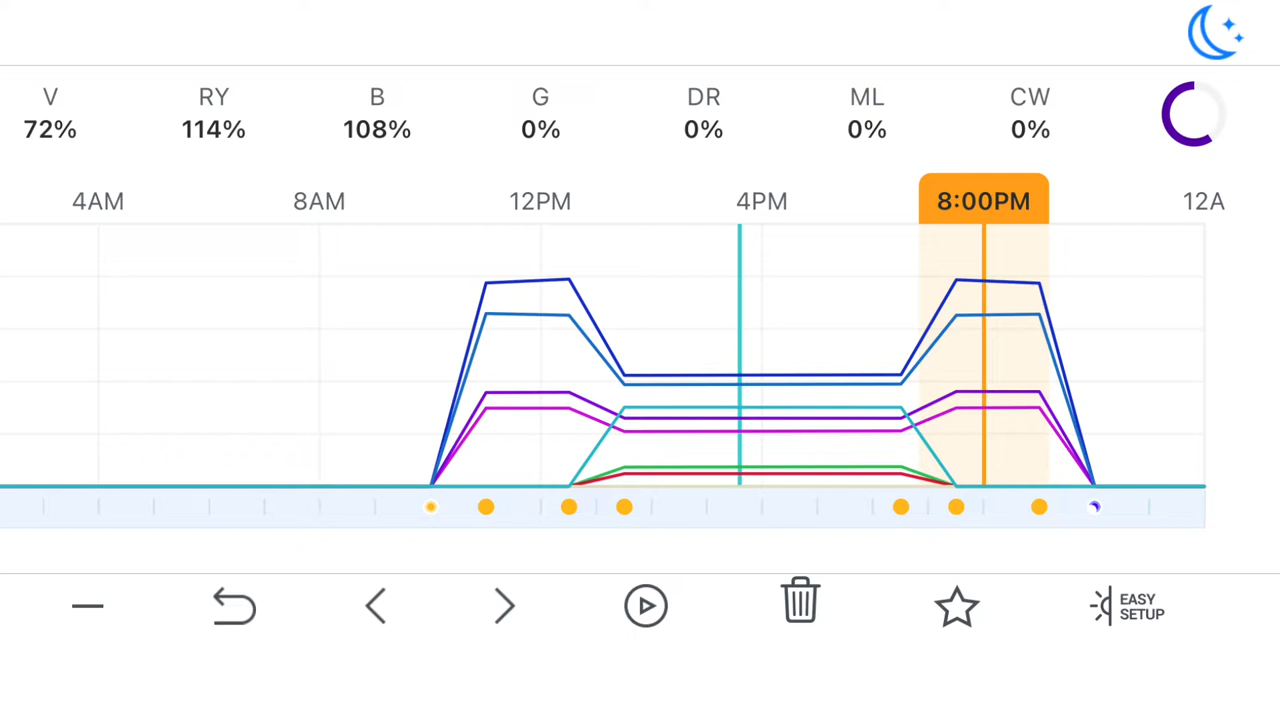 V RY B G DR ML CW
72% 114% 108% 0% 0% 0% 0%
4AM 8AM 12PM 4PM 8:00PM 12A
EASY
SETUP